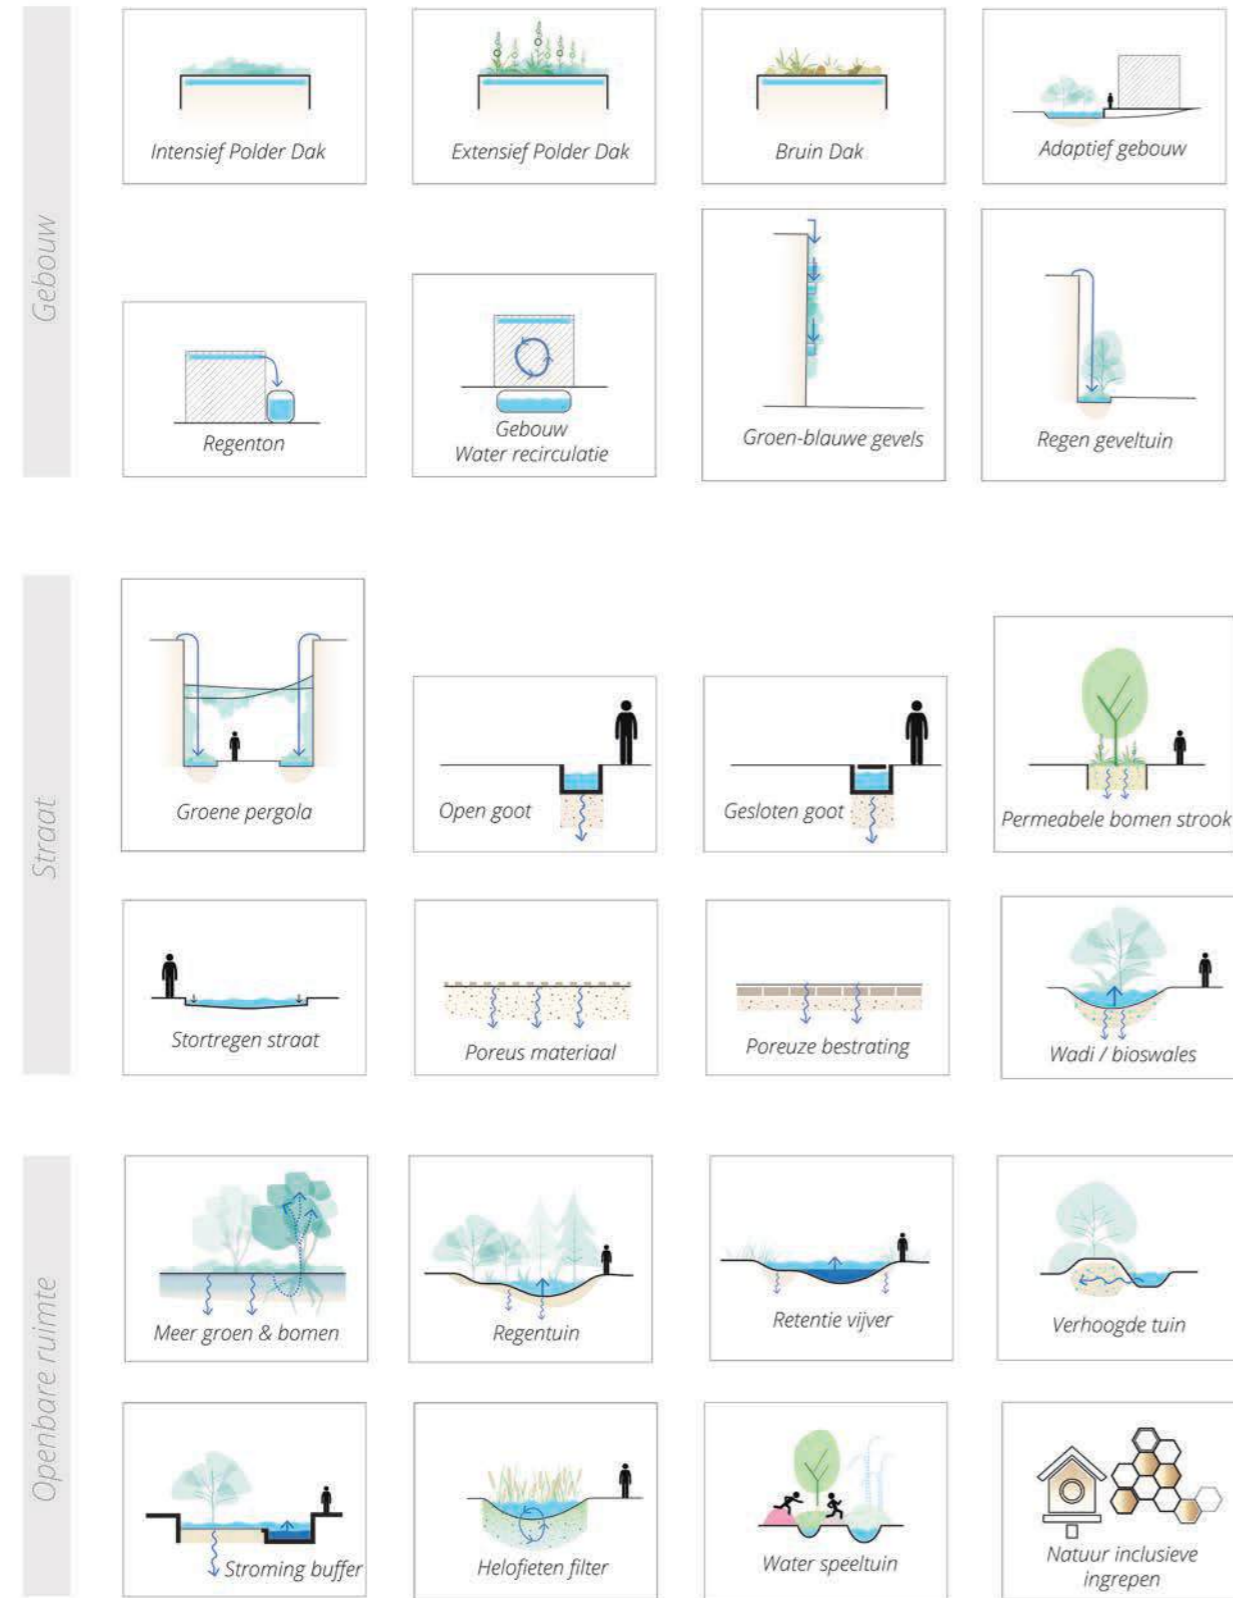 Gebouw
Intensief Polder Dak
Extensief Polder Dak
Bruin Dak
Adaptief gebouw
Regenton
Gebouw
Water recirculatie
Groen-blauwe gevels
Regen geveltuin
Straat
Groene pergola
Open goot
Gesloten goot
Permeabele bomen strook
Stortregen straat
Poreus materiaal
Poreuze bestrating
Wadi / bioswales
Openbare ruimte
Meer groen & bomen
Regentuin
Retentie vijver
Verhoogde tuin
Stroming buffer
Helofieten filter
Water speeltuin
Natuur inclusieve
ingrepen